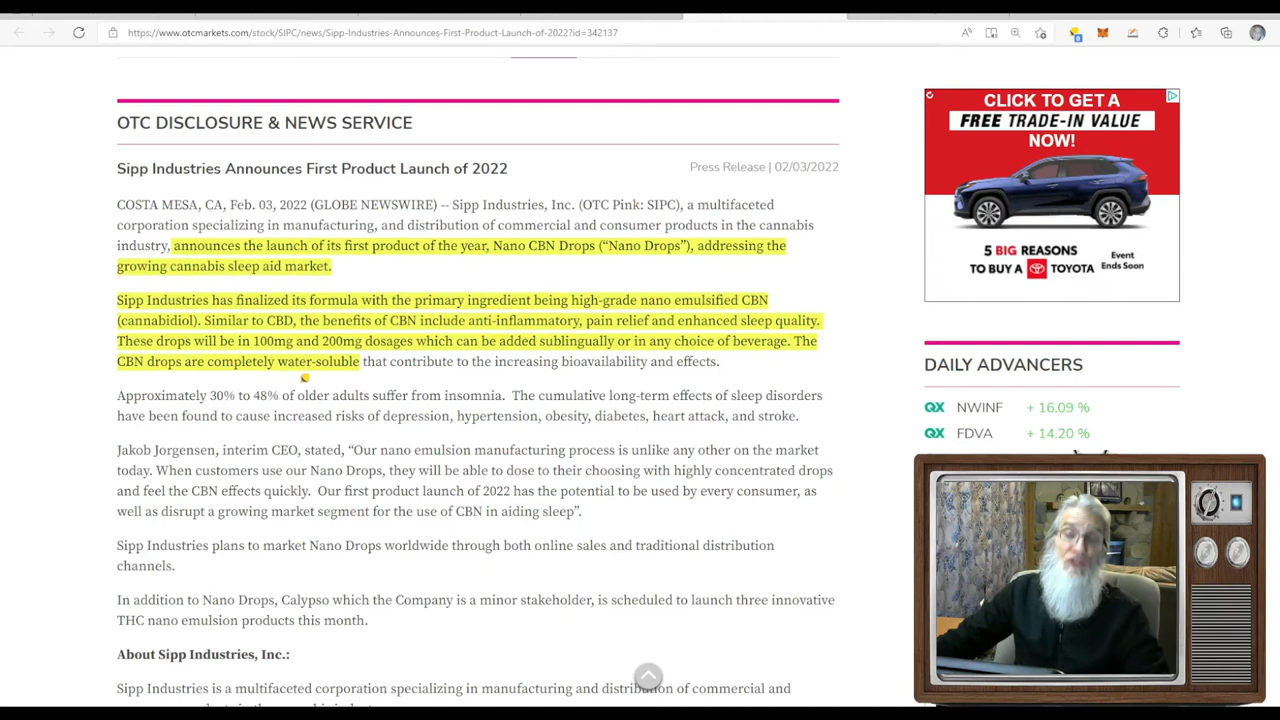 https://www.otcmarkets.com/stock/SIPC/news/Sipp-Industries-Announces-First-Product-Launch-of-2022?id=342137
OTC DISCLOSURE & NEWS SERVICE
Sipp Industries Announces First Product Launch of 2022
Press Release | 02/03/2022
COSTA MESA, CA, Feb. 03, 2022 (GLOBE NEWSWIRE) -- Sipp Industries, Inc. (OTC Pink: SIPC), a multifaceted
corporation specializing in manufacturing, and distribution of commercial and consumer products in the cannabis
industry, announces the launch of its first product of the year, Nano CBN Drops (“Nano Drops”), addressing the
growing cannabis sleep aid market.
Sipp Industries has finalized its formula with the primary ingredient being high-grade nano emulsified CBN
(cannabidiol). Similar to CBD, the benefits of CBN include anti-inflammatory, pain relief and enhanced sleep quality.
These drops will be in 100mg and 200mg dosages which can be added sublingually or in any choice of beverage. The
CBN drops are completely water-soluble that contribute to the increasing bioavailability and effects.
Approximately 30% to 48% of older adults suffer from insomnia. The cumulative long-term effects of sleep disorders
have been found to cause increased risks of depression, hypertension, obesity, diabetes, heart attack, and stroke.
Jakob Jorgensen, interim CEO, stated, “Our nano emulsion manufacturing process is unlike any other on the market
today. When customers use our Nano Drops, they will be able to dose to their choosing with highly concentrated drops
and feel the CBN effects quickly. Our first product launch of 2022 has the potential to be used by every consumer, as
well as disrupt a growing market segment for the use of CBN in aiding sleep”.
Sipp Industries plans to market Nano Drops worldwide through both online sales and traditional distribution
channels.
In addition to Nano Drops, Calypso which the Company is a minor stakeholder, is scheduled to launch three innovative
THC nano emulsion products this month.
About Sipp Industries, Inc.:
Sipp Industries is a multifaceted corporation specializing in manufacturing and distribution of commercial and
CLICK TO GET A
FREE TRADE-IN VALUE
NOW!
5 BIG REASONS
TO BUY A TOYOTA
Event
Ends Soon
DAILY ADVANCERS
QX NWINF + 16.09 %
QX FDVA + 14.20 %